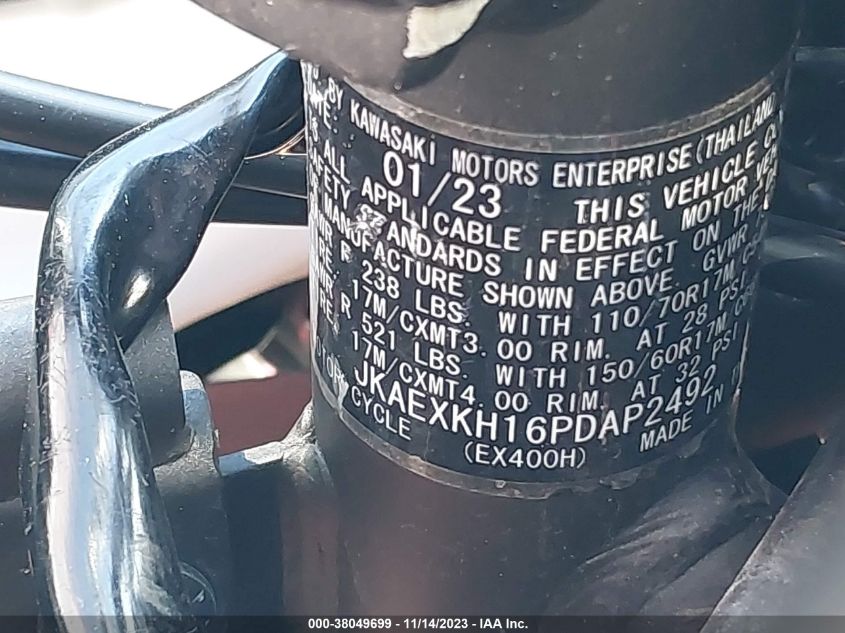 BY KAWASAKI MOTORS ENTERPRISE (THAILAND
01/23 THIS VEHICLE
ALL APPLICABLE FEDERAL MOTOR
SAFETY STANDARDS IN EFFECT ON THE
MANUFACTURE SHOWN ABOVE. GVWR
F 238 LBS. WITH 110/70R17M
17M/CXMT3.00 RIM. AT 28 PSI
R 521 LBS. WITH 150/60R17M
17M/CXMT4.00 RIM. AT 32 PSI
JKAEXKH16PDAP2492
CYCLE (EX400H) MADE IN
000-38049699 - 11/14/2023 - IAA Inc.